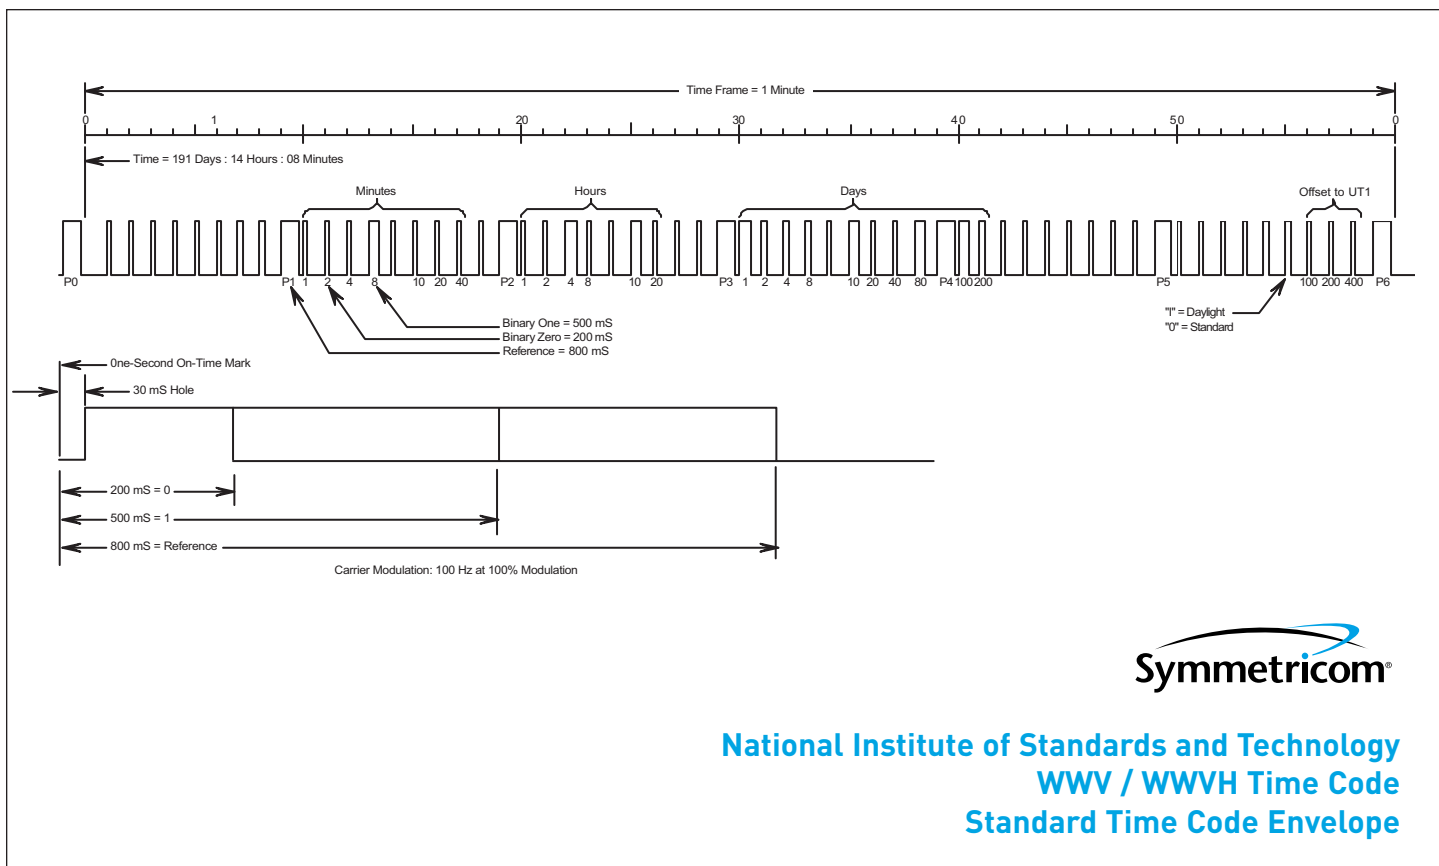 Time Frame = 1 Minute
0 1 20 30 40 50 0
Time = 191 Days : 14 Hours : 08 Minutes
Minutes Hours Days Offset to UT1
P0 P1 1 2 4 8 10 20 40 P2 1 2 4 8 10 20 P3 1 2 4 8 10 20 40 80 P4 100 200 P5 100 200 400 P6
"I" = Daylight
"0" = Standard
Binary One = 500 mS
Binary Zero = 200 mS
Reference = 800 mS
0ne-Second On-Time Mark
30 mS Hole
200 mS = 0
500 mS = 1
800 mS = Reference
Carrier Modulation: 100 Hz at 100% Modulation
Symmetricom®
National Institute of Standards and Technology
WWV / WWVH Time Code
Standard Time Code Envelope